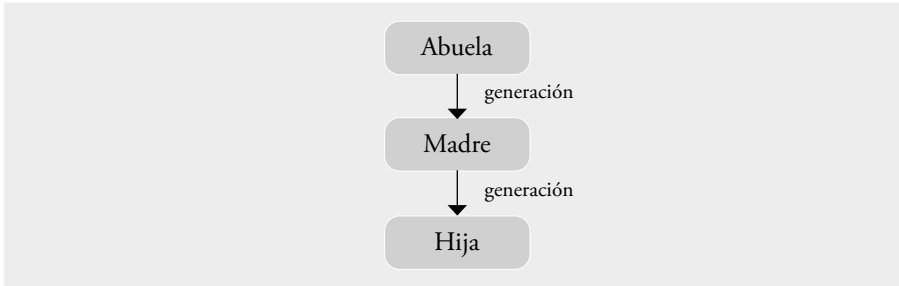 Abuela
generación
Madre
generación
Hija